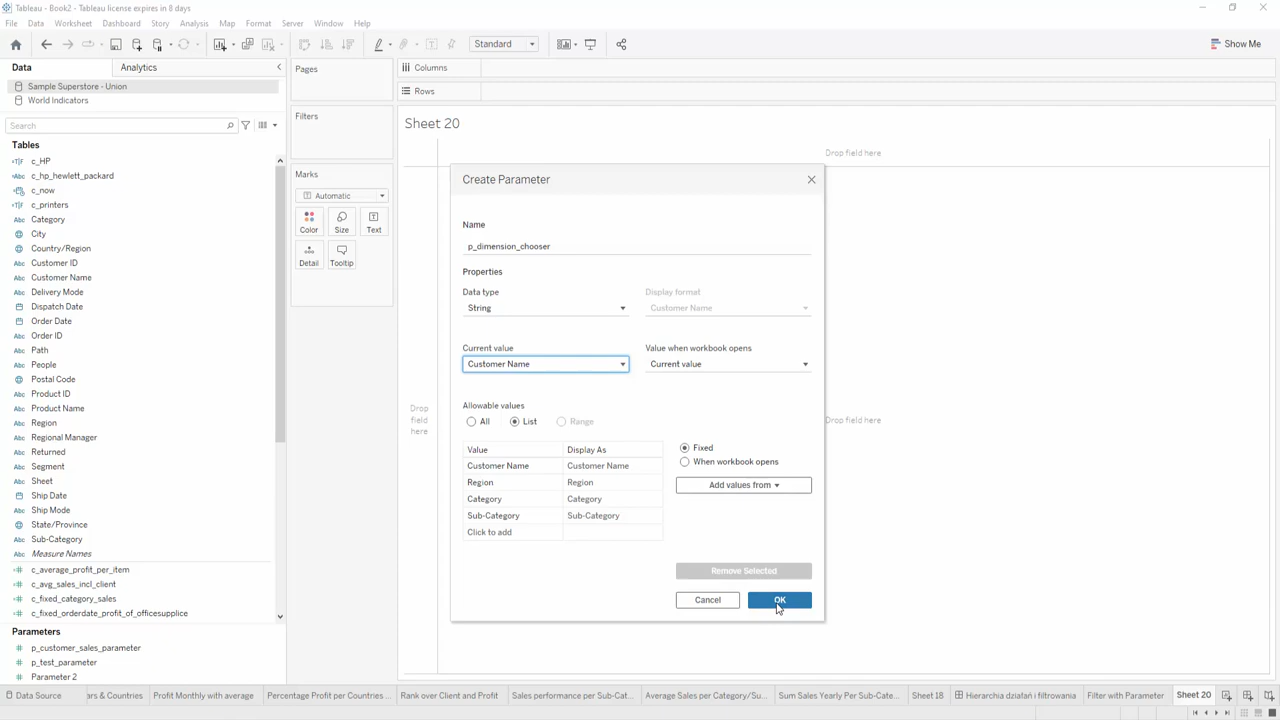 Tableau - Book2 - Tableau license expires in 8 days
File Data Worksheet Dashboard Story Analysis Map Format Server Window Help
Standard
Show Me
Data Analytics
Sample Superstore - Union
World Indicators
Search
Tables
c_HP
c_hp_hewlett_packard
c_now
c_printers
Category
City
Country/Region
Customer ID
Customer Name
Delivery Mode
Dispatch Date
Order Date
Order ID
Path
People
Postal Code
Product ID
Product Name
Region
Regional Manager
Returned
Segment
Sheet
Ship Date
Ship Mode
State/Province
Sub-Category
Measure Names
c_average_profit_per_item
c_avg_sales_incl_client
c_fixed_category_sales
c_fixed_orderdate_profit_of_officesupplice
Parameters
p_customer_sales_parameter
p_test_parameter
Parameter 2
Pages
Filters
Marks
Automatic
Color Size Text
Detail Tooltip
Columns
Rows
Sheet 20
Drop field here
Drop
field
here
Drop field here
Create Parameter
Name
p_dimension_chooser
Properties
Data type Display format
String Customer Name
Current value Value when workbook opens
Customer Name Current value
Allowable values
All List Range
Value Display As
Customer Name Customer Name
Region Region
Category Category
Sub-Category Sub-Category
Click to add
Fixed
When workbook opens
Add values from
Remove Selected
Cancel OK
Data Source ars & Countries Profit Monthly with average Percentage Profit per Countries ... Rank over Client and Profit Sales performance per Sub-Cat... Average Sales per Category/Su... Sum Sales Yearly Per Sub-Cate... Sheet 18 Hierarchia działań i filtrowania Filter with Parameter Sheet 20